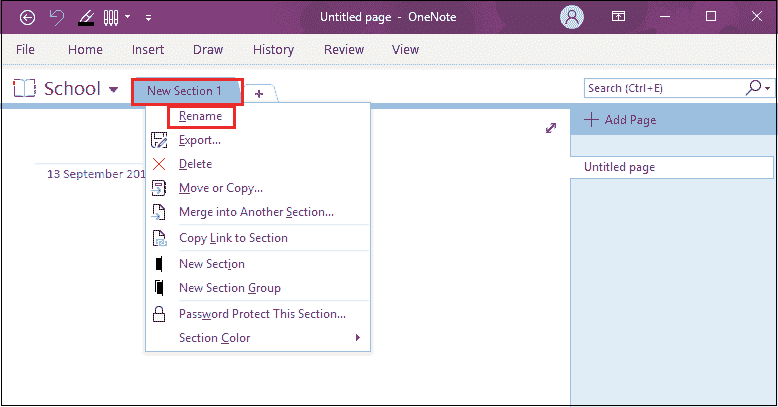 Untitled page - OneNote
File Home Insert Draw History Review View
School New Section 1 + Search (Ctrl+E)
Rename
Export...
Delete
Move or Copy...
Merge into Another Section...
Copy Link to Section
New Section
New Section Group
Password Protect This Section...
Section Color
13 September 201
Add Page
Untitled page